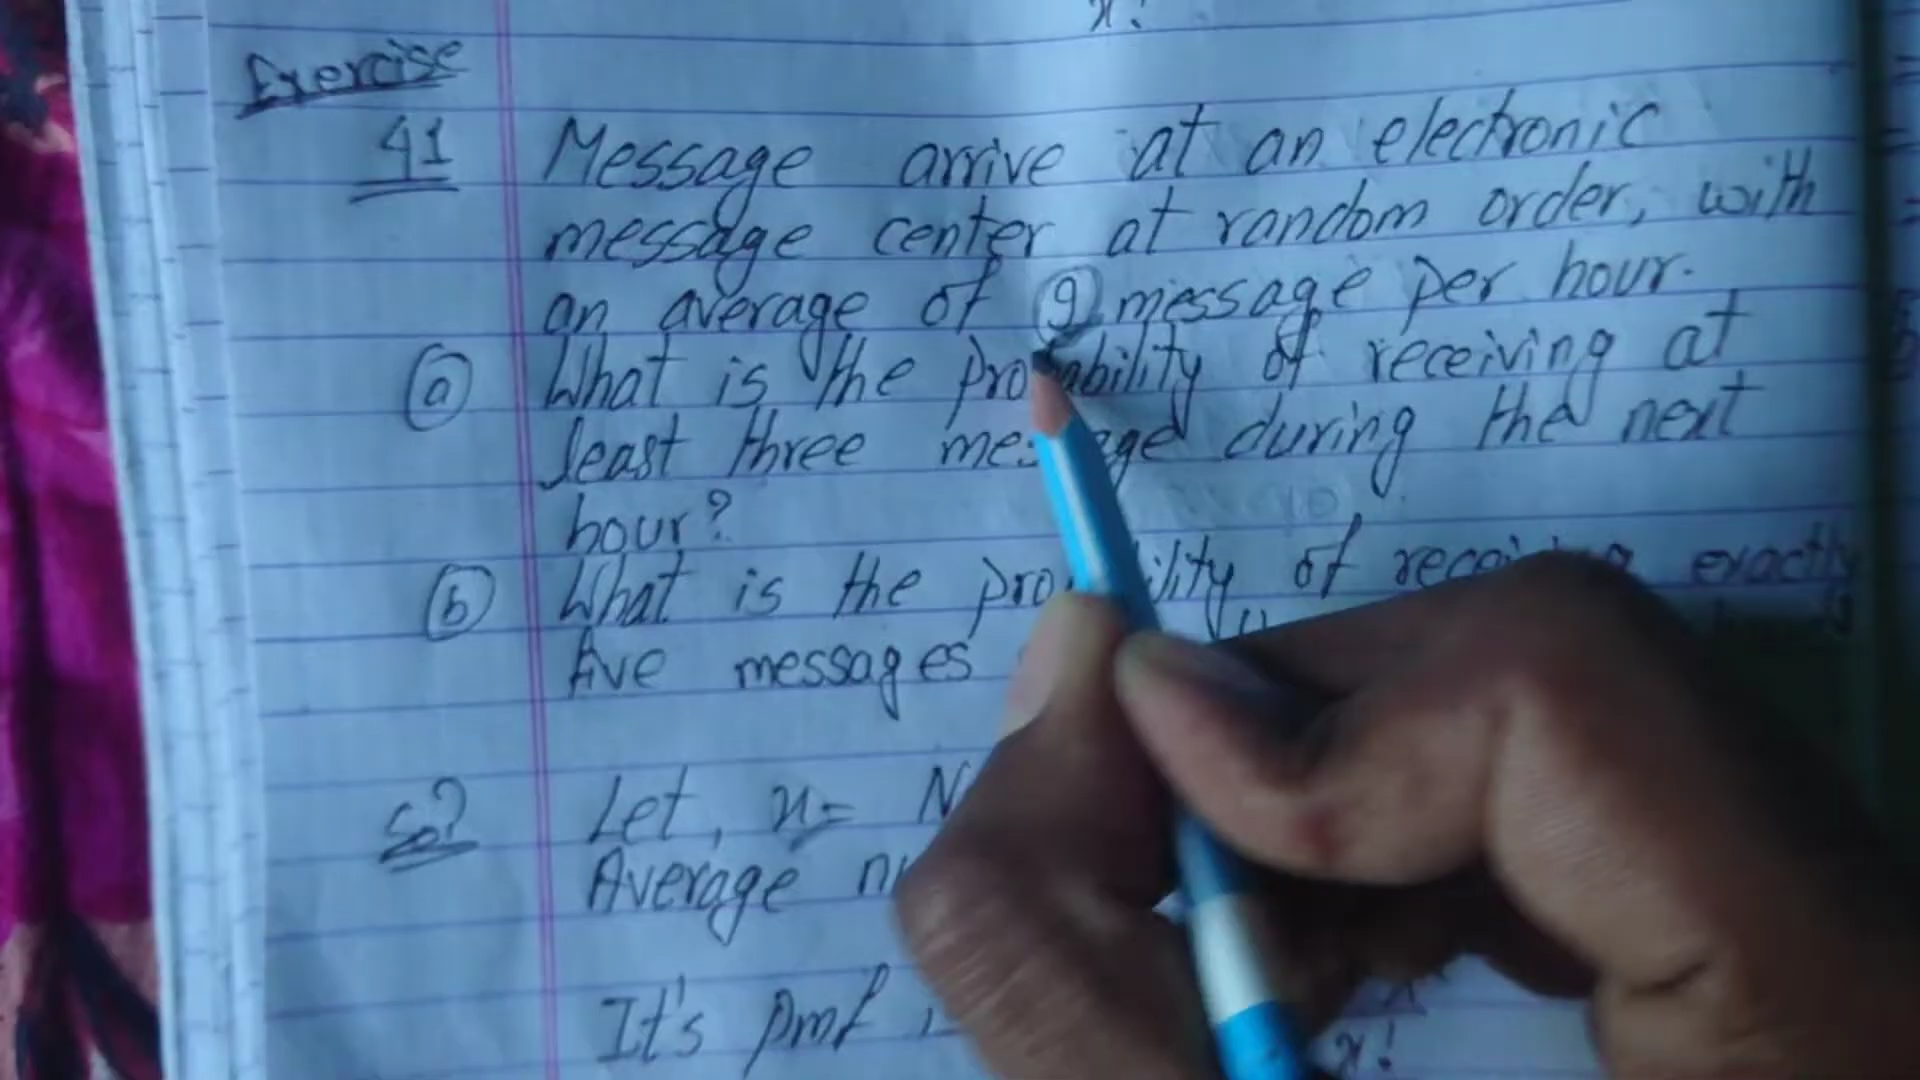 x!
Exercise
41 Message arrive at an electronic
message center at random order, with
an average of 9 message per hour.
(a) What is the probability of receiving at
least three message during the next
hour?
(b) What is the of exactly
five messages
Sol Let, x =
Average
It's pmf
x!